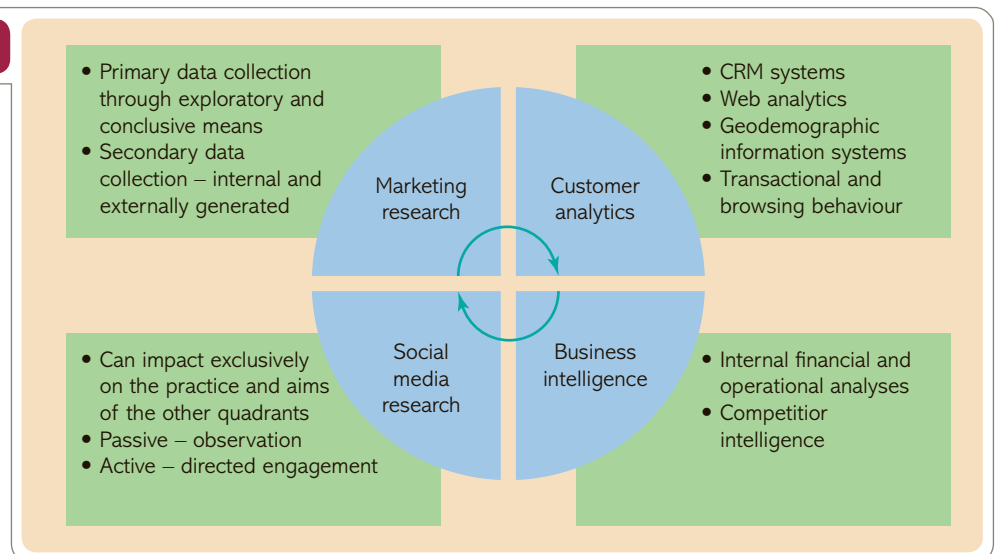 • Primary data collection
through exploratory and
conclusive means
• Secondary data
collection – internal and
externally generated
Marketing
research
Customer
analytics
• CRM systems
• Web analytics
• Geodemographic
information systems
• Transactional and
browsing behaviour
• Can impact exclusively
on the practice and aims
of the other quadrants
• Passive – observation
• Active – directed engagement
Social
media
research
Business
intelligence
• Internal financial and
operational analyses
• Competitior
intelligence